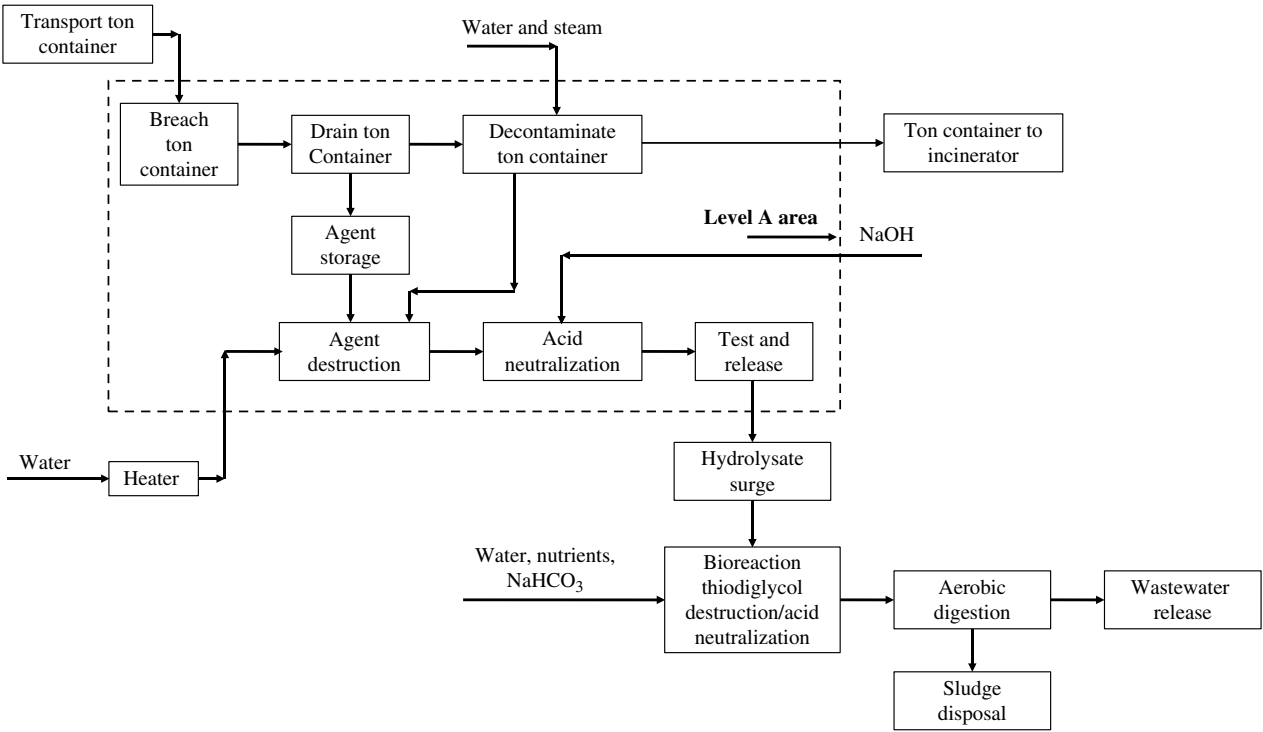 Transport ton
container
Water and steam
Breach
ton
container
Drain ton
Container
Decontaminate
ton container
Ton container to
incinerator
Level A area
NaOH
Agent
storage
Agent
destruction
Acid
neutralization
Test and
release
Water
Heater
Hydrolysate
surge
Water, nutrients,
NaHCO₃
Bioreaction
thiodiglycol
destruction/acid
neutralization
Aerobic
digestion
Wastewater
release
Sludge
disposal